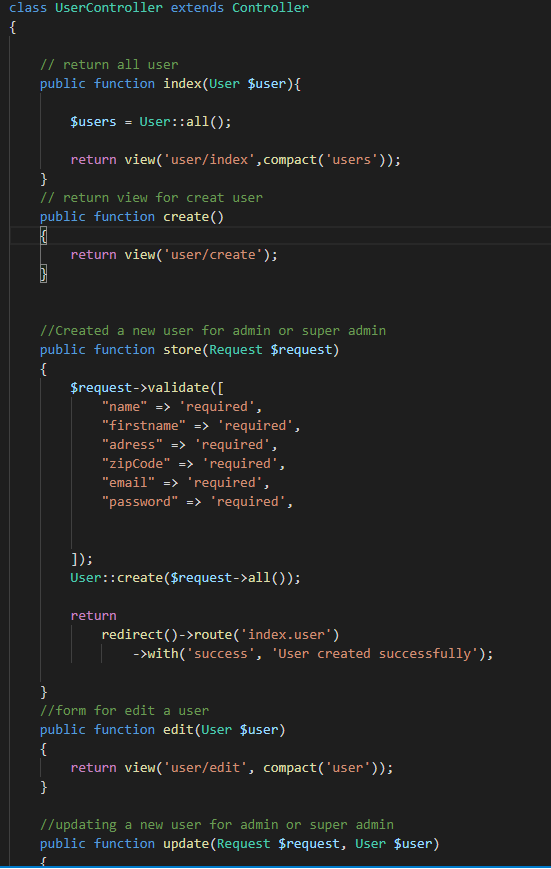 class UserController extends Controller
{
// return all user
public function index(User $user){
$users = User::all();
return view('user/index',compact('users'));
}
// return view for creat user
public function create()
{
return view('user/create');
}
//Created a new user for admin or super admin
public function store(Request $request)
{
$request->validate([
"name" => 'required',
"firstname" => 'required',
"adress" => 'required',
"zipCode" => 'required',
"email" => 'required',
"password" => 'required',
]);
User::create($request->all());
return
redirect()->route('index.user')
->with('success', 'User created successfully');
}
//form for edit a user
public function edit(User $user)
{
return view('user/edit', compact('user'));
}
//updating a new user for admin or super admin
public function update(Request $request, User $user)
{